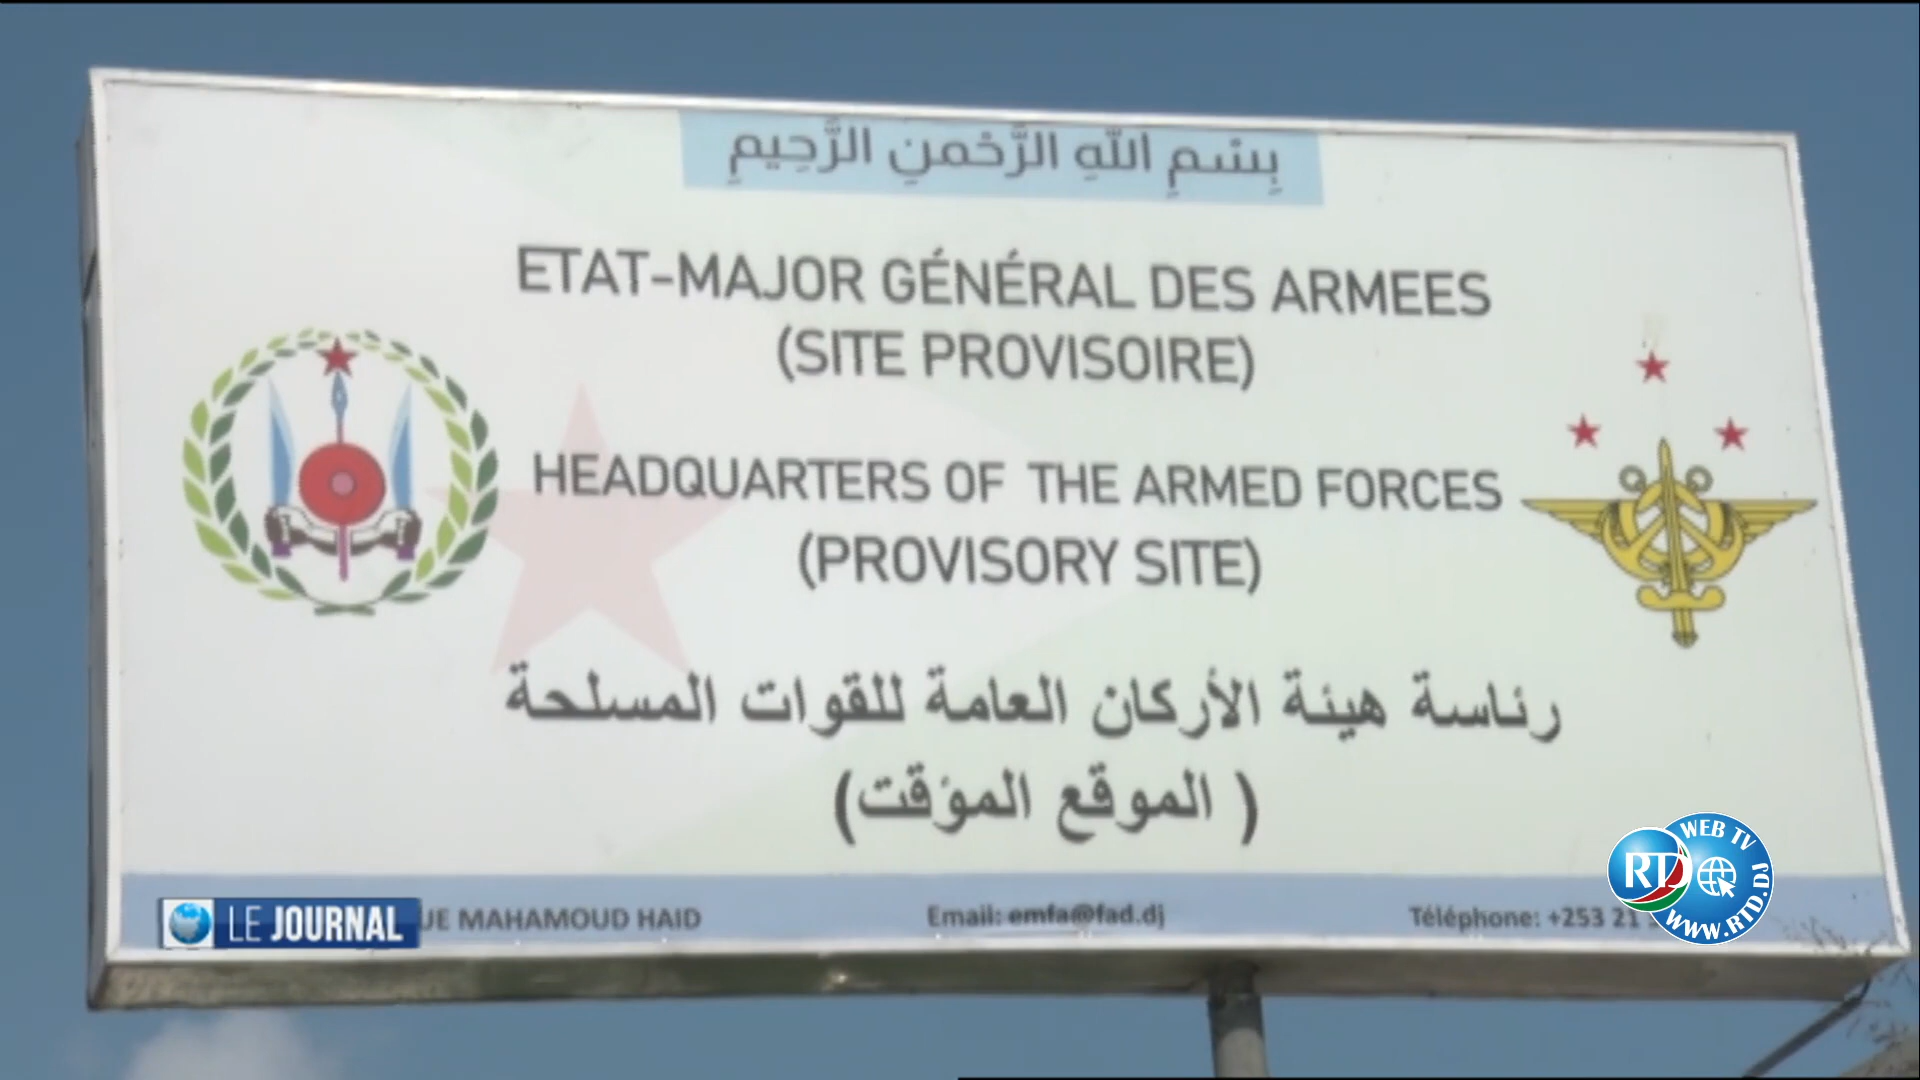 بِسْمِ اللَّهِ الرَّحْمنِ الرَّحِيمِ
ETAT-MAJOR GÉNÉRAL DES ARMEES
(SITE PROVISOIRE)
HEADQUARTERS OF THE ARMED FORCES
(PROVISORY SITE)
رئاسة هيئة الأركان العامة للقوات المسلحة
( الموقع المؤقت)
UE MAHAMOUD HAID Email: emfa@fad.dj Téléphone: +253 21
LE JOURNAL
RTD
WEB TV
WWW.RTD.DJ